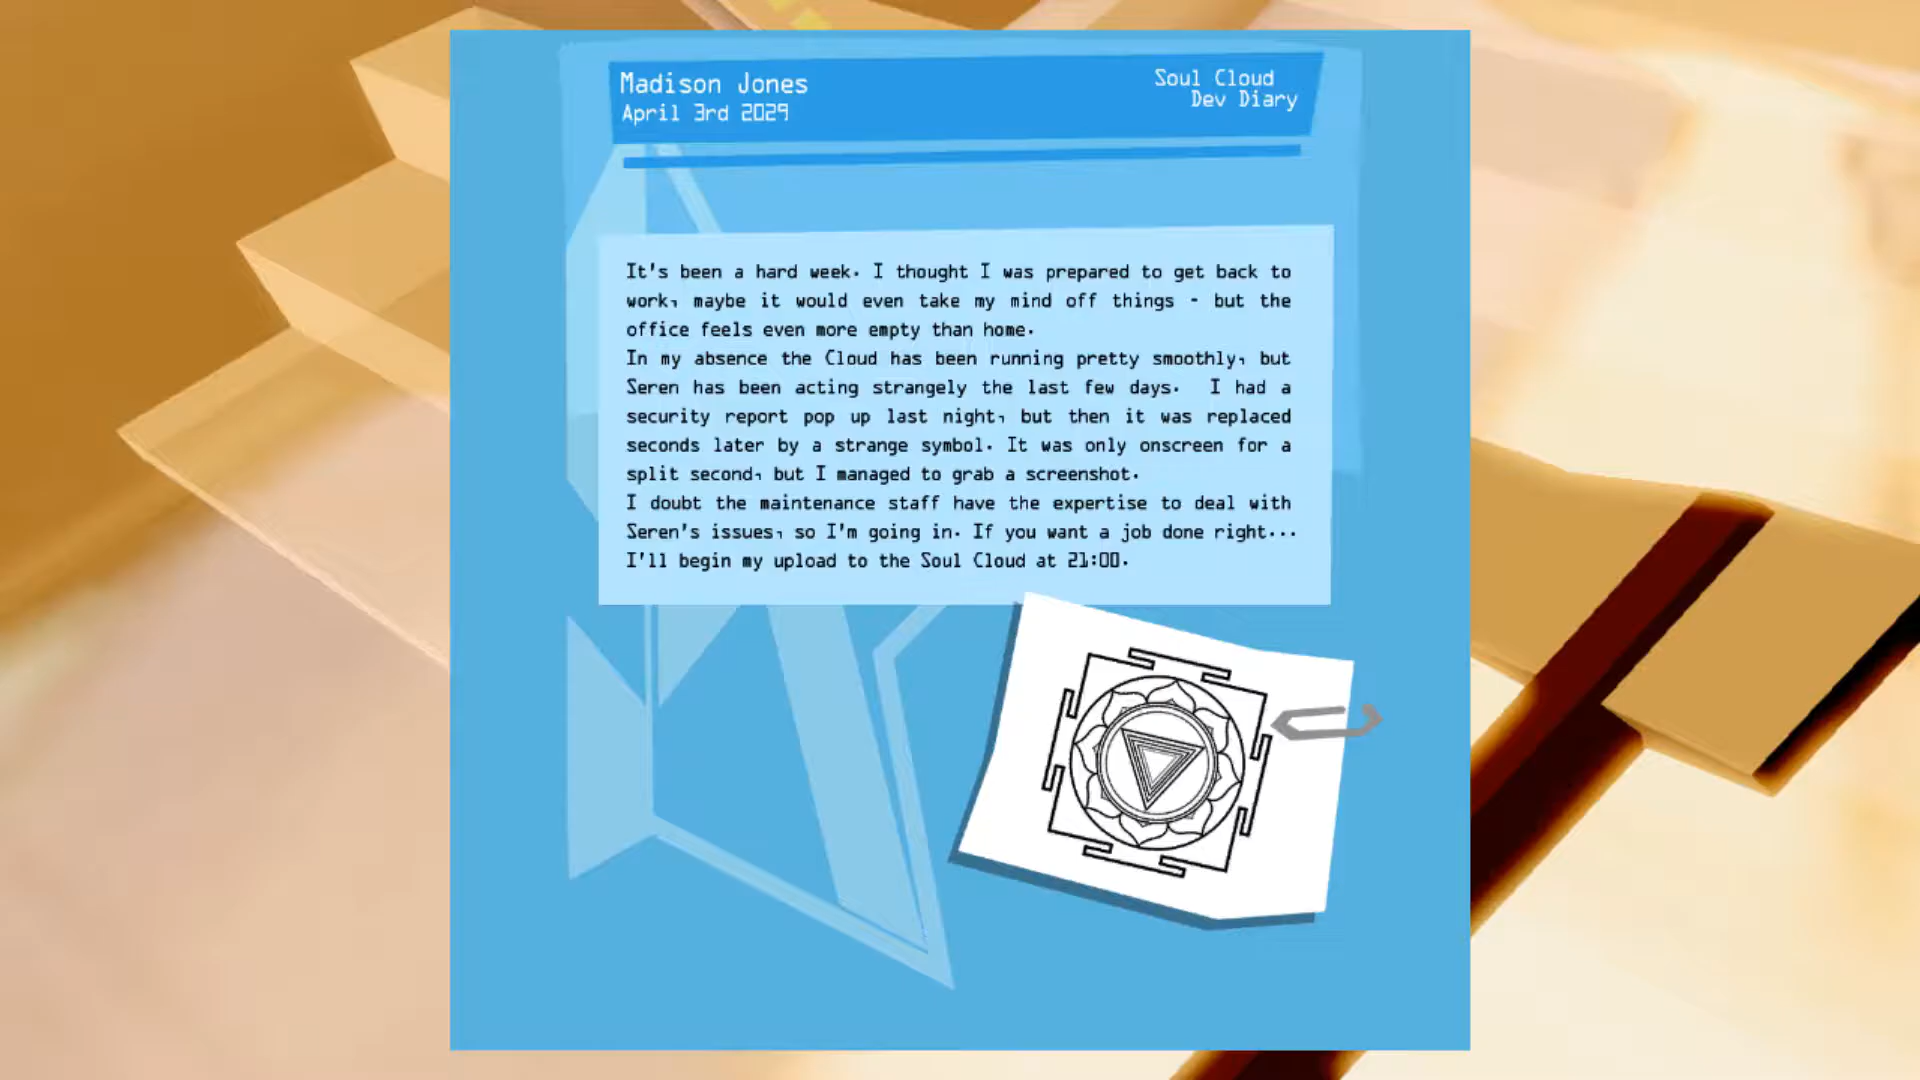 Madison Jones
April 3rd 2029
Soul Cloud
Dev Diary
It's been a hard week. I thought I was prepared to get back to
work, maybe it would even take my mind off things - but the
office feels even more empty than home.
In my absence the Cloud has been running pretty smoothly, but
Seren has been acting strangely the last few days.  I had a
security report pop up last night, but then it was replaced
seconds later by a strange symbol. It was only onscreen for a
split second, but I managed to grab a screenshot.
I doubt the maintenance staff have the expertise to deal with
Seren's issues, so I'm going in. If you want a job done right...
I'll begin my upload to the Soul Cloud at 21:00.